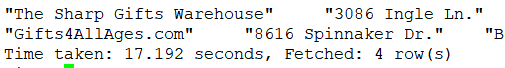 "The Sharp Gifts Warehouse" "3086 Ingle Ln."
"Gifts4AllAges.com" "8616 Spinnaker Dr." "B
Time taken: 17.192 seconds, Fetched: 4 row(s)